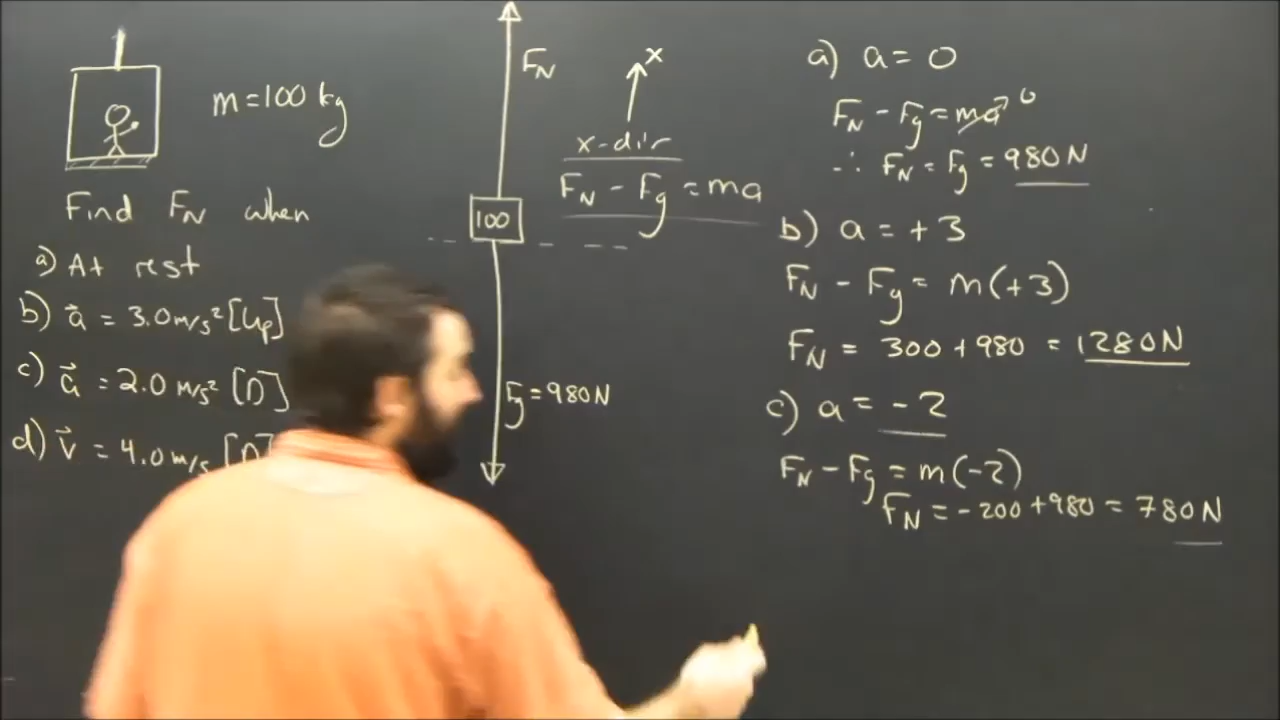 m=100 kg
Find F_N when
a) At rest
b) a⃗ = 3.0 m/s² [Up]
c) a⃗ = 2.0 m/s² [D]
d) v⃗ = 4.0 m/s [D
F_N
100
F_g = 980 N
x
x-dir
F_N - F_g = ma
a) a = 0
F_N - F_g = ma 0
∴ F_N = F_g = 980 N
b) a = +3
F_N - F_g = m(+3)
F_N = 300 + 980 = 1280 N
c) a = -2
F_N - F_g = m(-2)
F_N = -200 + 980 = 780 N